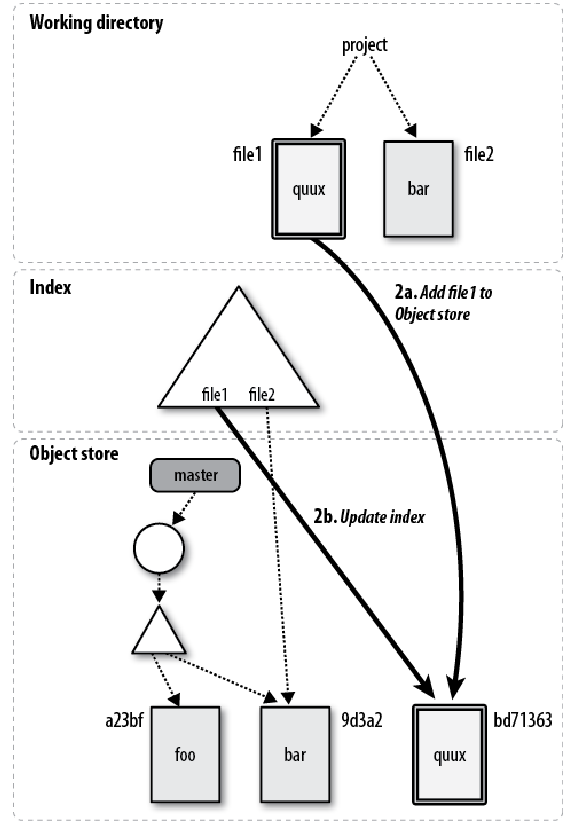 Working directory
project
file1
file2
quux
bar
Index
2a. Add file1 to
Object store
file1 file2
Object store
master
2b. Update index
a23bf
9d3a2
bd71363
foo
bar
quux